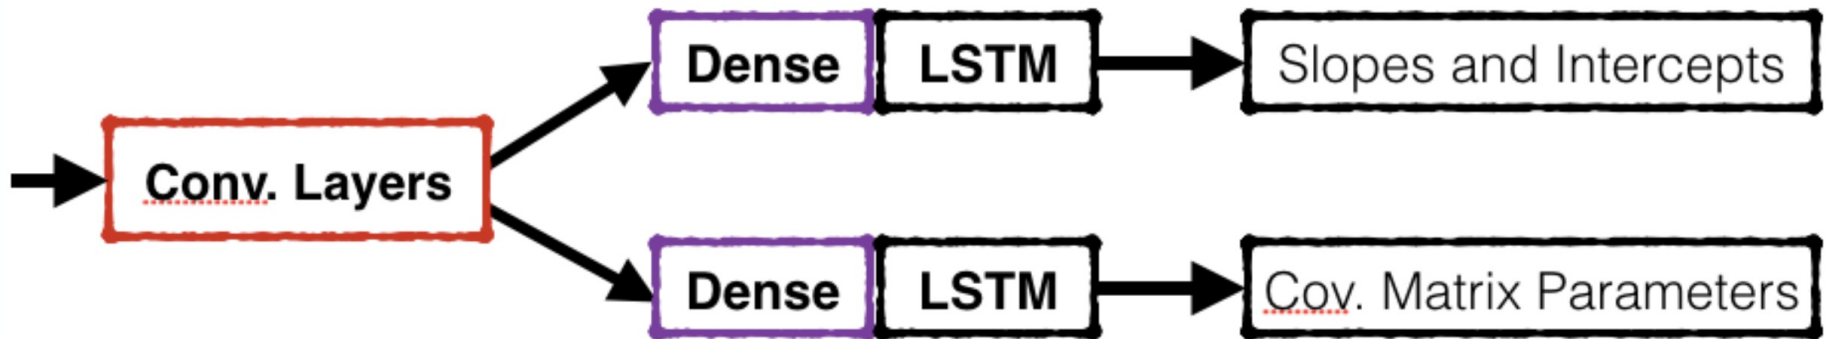 Dense LSTM Slopes and Intercepts
Conv. Layers
Dense LSTM Cov. Matrix Parameters